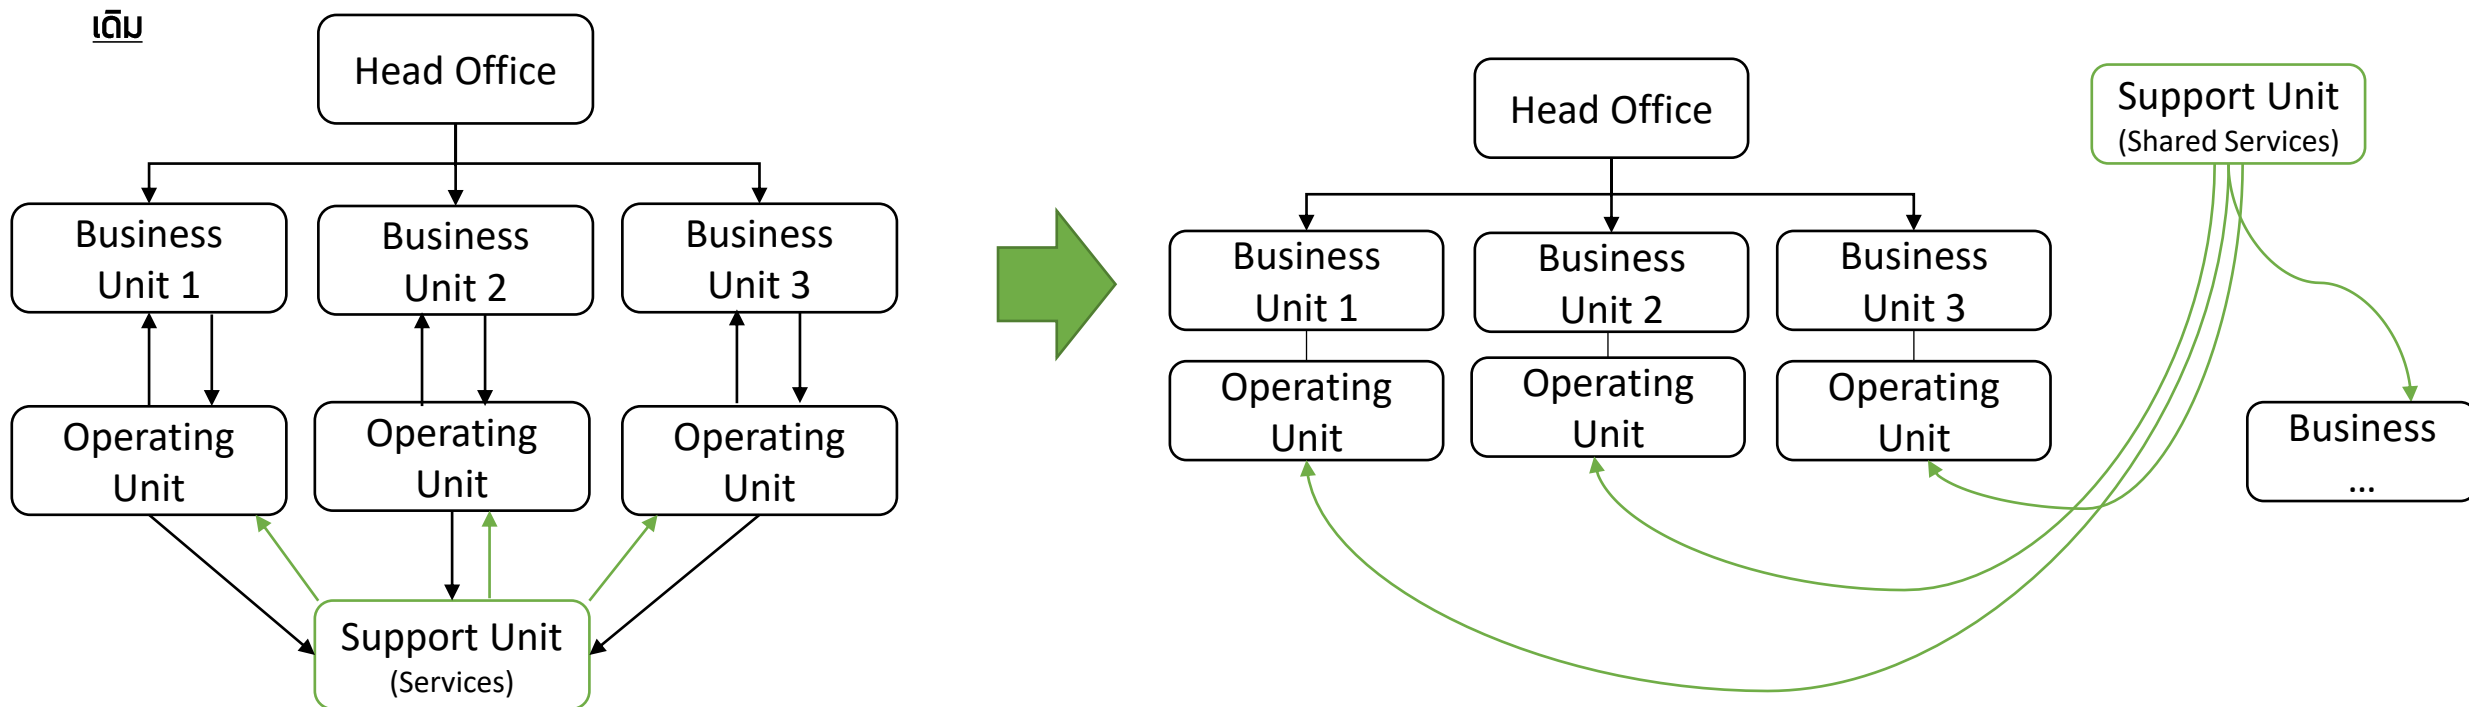 เดิม
Head Office
Business
Unit 1
Business
Unit 2
Business
Unit 3
Operating
Unit
Operating
Unit
Operating
Unit
Support Unit
(Services)
Head Office
Support Unit
(Shared Services)
Business
Unit 1
Business
Unit 2
Business
Unit 3
Operating
Unit
Operating
Unit
Operating
Unit
Business
...